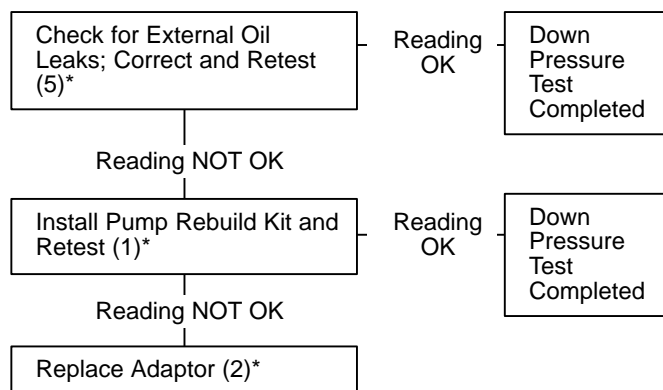 Check for External Oil
Leaks; Correct and Retest
(5)*
Reading
OK
Down
Pressure
Test
Completed
Reading NOT OK
Install Pump Rebuild Kit and
Retest (1)*
Reading
OK
Down
Pressure
Test
Completed
Reading NOT OK
Replace Adaptor (2)*